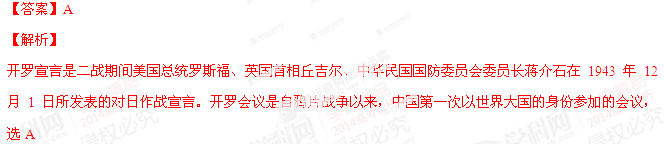 【答案】A
【解析】
开罗宣言是二战期间美国总统罗斯福、英国首相丘吉尔、中华民国国防委员会委员长蒋介石在 1943 年 12
月 1 日所发表的对日作战宣言。开罗会议是自鸦片战争以来，中国第一次以世界大国的身份参加的会议，
选 A